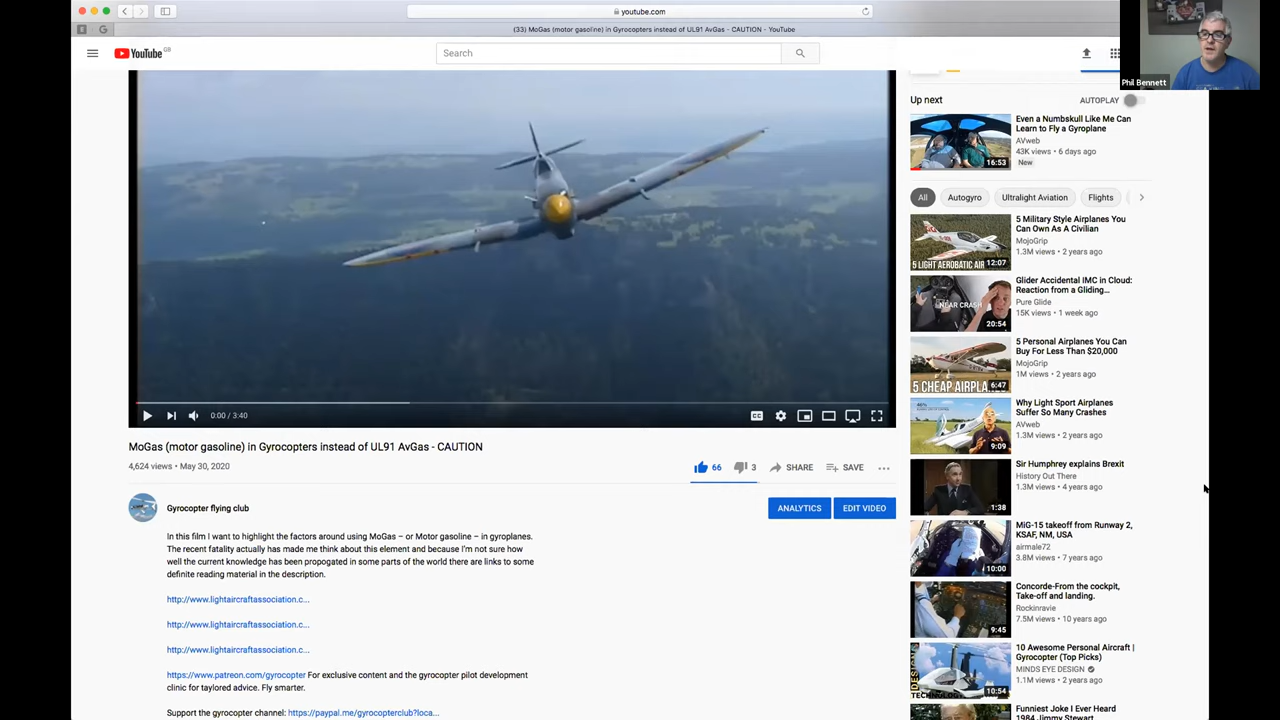 youtube.com
(33) MoGas (motor gasoline) in Gyrocopters instead of UL91 AvGas - CAUTION - YouTube
YouTube GB
Search
Phil Bennett
0:00 / 3:40
MoGas (motor gasoline) in Gyrocopters instead of UL91 AvGas - CAUTION
4,624 views • May 30, 2020
66
3
SHARE
SAVE
Gyrocopter flying club
ANALYTICS
EDIT VIDEO
In this film I want to highlight the factors around using MoGas – or Motor gasoline – in gyroplanes.
The recent fatality actually has made me think about this element and because I'm not sure how
well the current knowledge has been propogated in some parts of the world there are links to some
definite reading material in the description.
http://www.lightaircraftassociation.c...
http://www.lightaircraftassociation.c...
http://www.lightaircraftassociation.c...
https://www.patreon.com/gyrocopter For exclusive content and the gyrocopter pilot development
clinic for taylored advice. Fly smarter.
Support the gyrocopter channel: https://paypal.me/gyrocopterclub?loca...
Up next
AUTOPLAY
Even a Numbskull Like Me Can
Learn to Fly a Gyroplane
AVweb
43K views • 6 days ago
New
16:53
All
Autogyro
Ultralight Aviation
Flights
5 Military Style Airplanes You
Can Own As A Civilian
MojoGrip
1.3M views • 2 years ago
5 LIGHT AEROBATIC AIR
12:07
Glider Accidental IMC in Cloud:
Reaction from a Gliding...
Pure Glide
15K views • 1 week ago
NEAR CRASH
20:54
5 Personal Airplanes You Can
Buy For Less Than $20,000
MojoGrip
1M views • 2 years ago
5 CHEAP AIRPLA
6:47
Why Light Sport Airplanes
Suffer So Many Crashes
AVweb
1.3M views • 2 years ago
9:09
Sir Humphrey explains Brexit
History Out There
1.3M views • 4 years ago
1:38
MiG-15 takeoff from Runway 2,
KSAF, NM, USA
airmale72
3.8M views • 7 years ago
10:00
Concorde-From the cockpit,
Take-off and landing.
Rockinravie
7.5M views • 10 years ago
9:45
10 Awesome Personal Aircraft |
Gyrocopter (Top Picks)
MINDS EYE DESIGN
1.1M views • 2 years ago
10:54
Funniest Joke I Ever Heard
1984 Jimmy Stewart